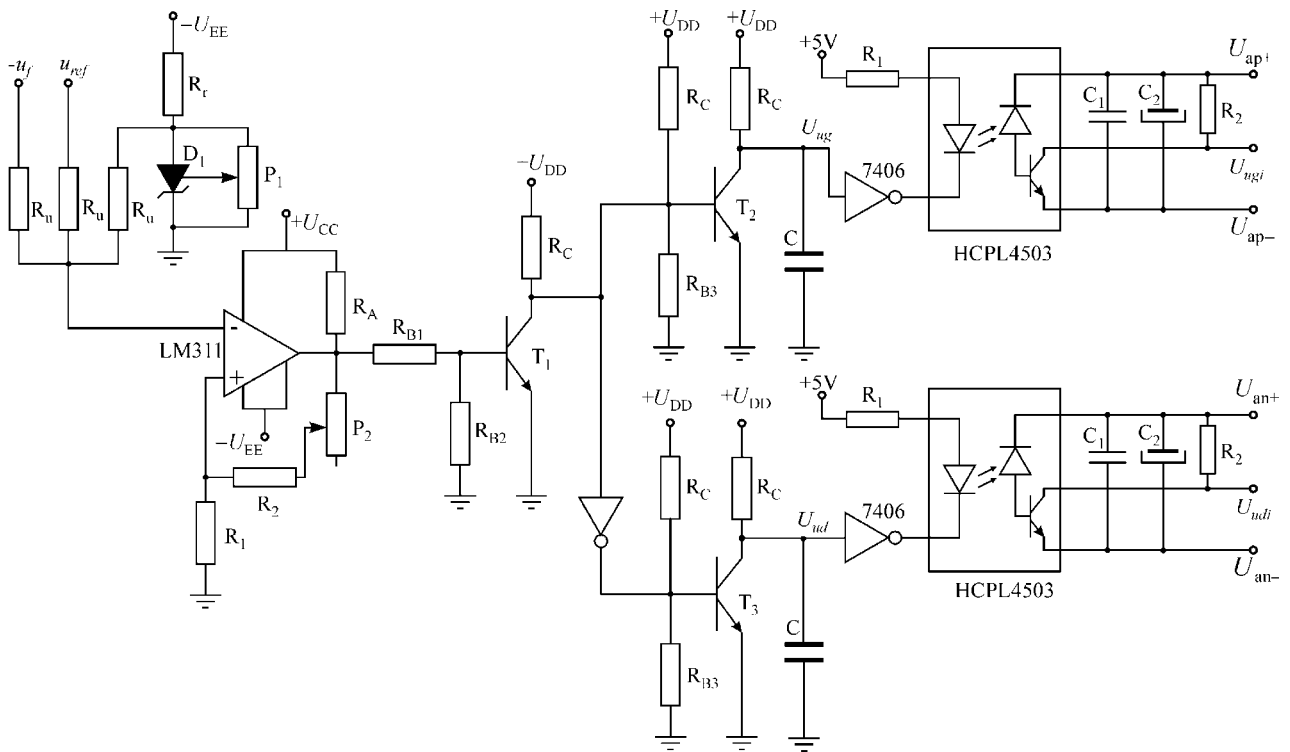 -U_EE
-u_f
u_ref
R_r
D_1
P_1
R_u
R_u
R_u
+U_CC
LM311
-
+
-U_EE
R_A
P_2
R_2
R_1
R_B1
R_B2
T_1
-U_DD
R_C
+U_DD
+U_DD
R_C
R_C
U_ug
T_2
R_B3
C
7406
+5V
R_1
HCPL4503
C_1
C_2
R_2
U_ap+
U_ugi
U_ap-
+U_DD
+U_DD
R_C
R_C
U_ud
T_3
R_B3
C
7406
+5V
R_1
HCPL4503
C_1
C_2
R_2
U_an+
U_udi
U_an-